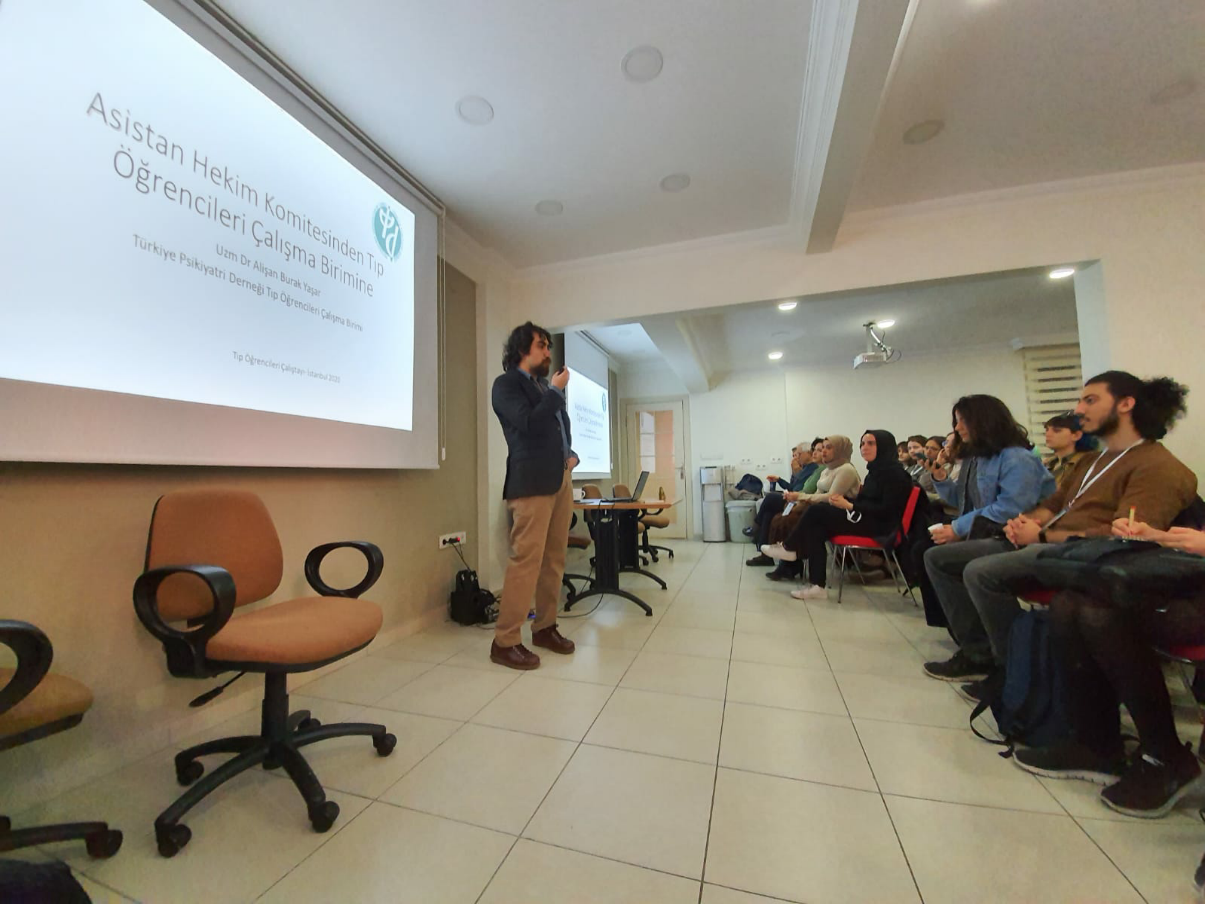 Asistan Hekim Komitesinden Tıp
Öğrencileri Çalışma Birimine
Uzm Dr Alişan Burak Yaşar
Türkiye Psikiyatri Derneği Tıp Öğrencileri Çalışma Birimi
Tıp Öğrencileri Çalıştayı- İstanbul 2020